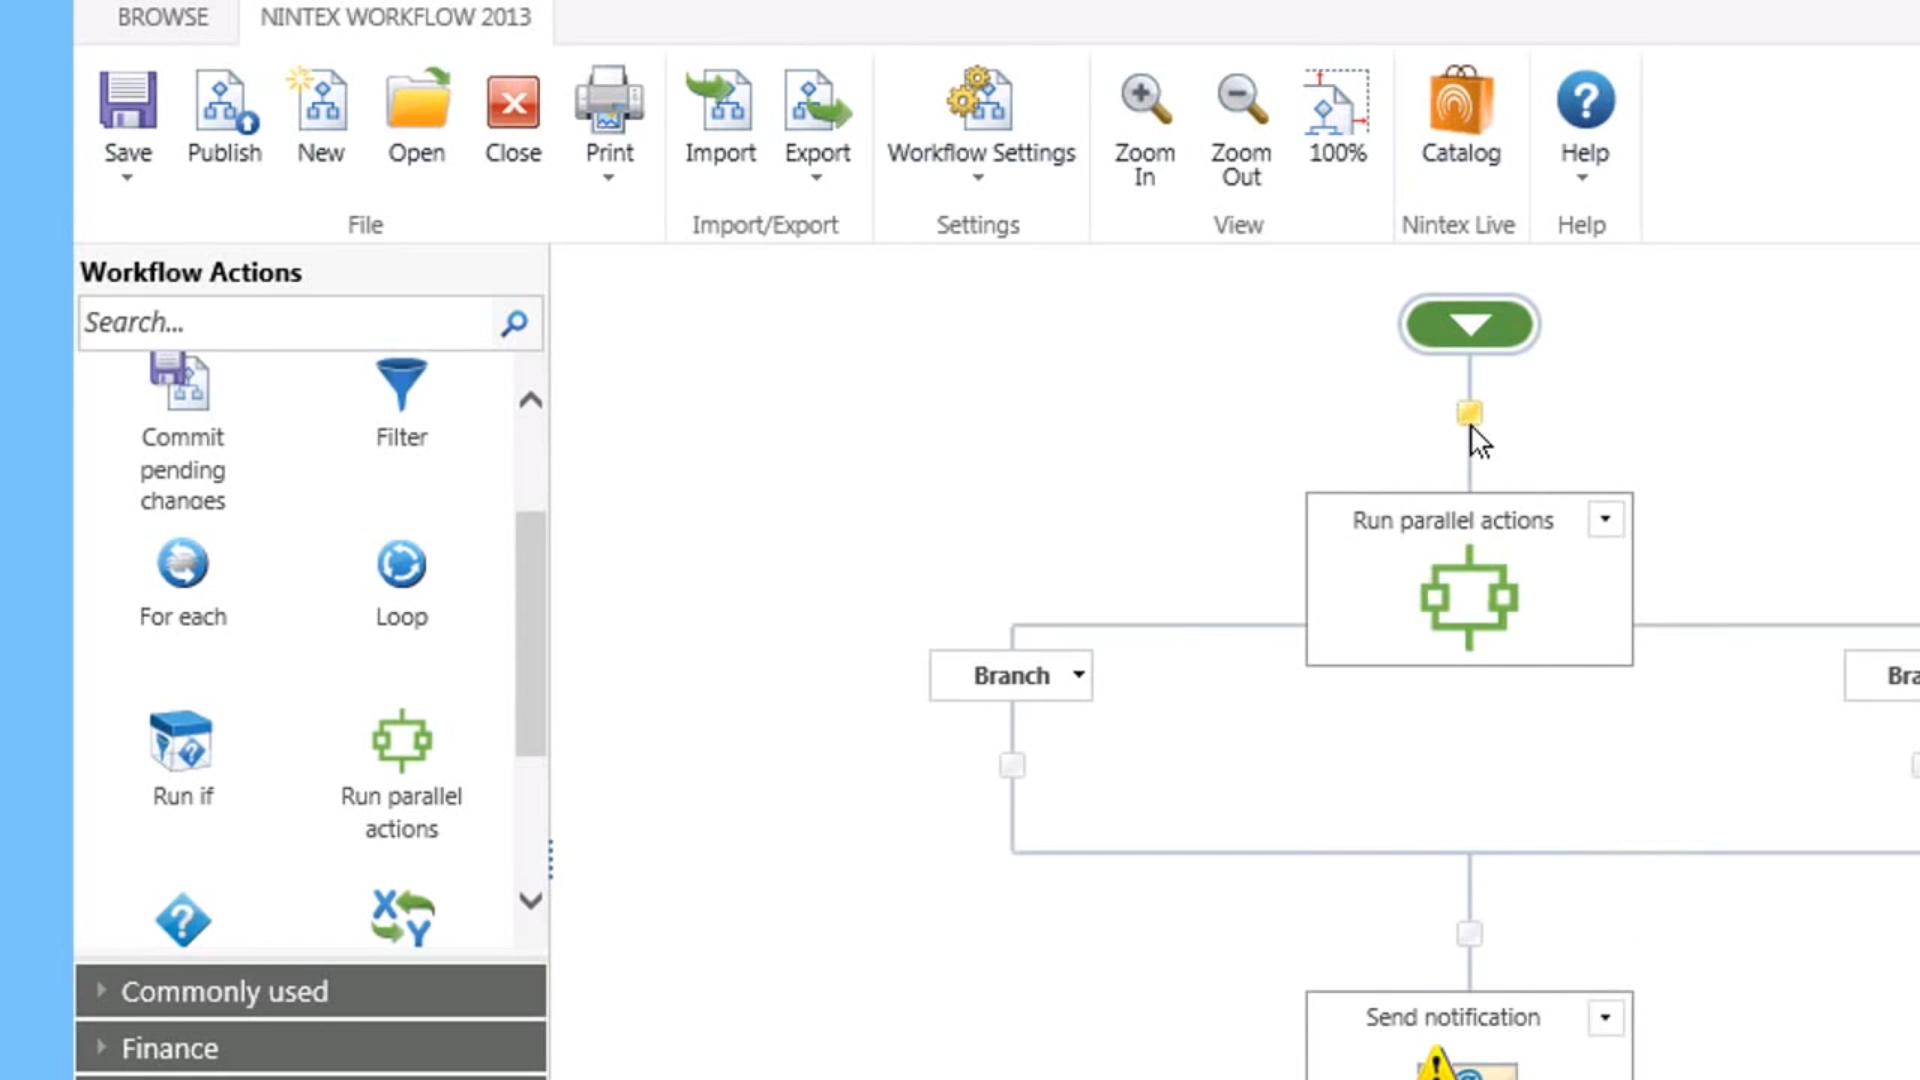 BROWSE
NINTEX WORKFLOW 2013
Save
Publish
New
Open
Close
Print
Import
Export
Workflow Settings
Zoom
In
Zoom
Out
100%
Catalog
Help
File
Import/Export
Settings
View
Nintex Live
Help
Workflow Actions
Search...
Commit
pending
changes
Filter
For each
Loop
Run if
Run parallel
actions
X
Y
Commonly used
Finance
Run parallel actions
Branch
Bra
Send notification